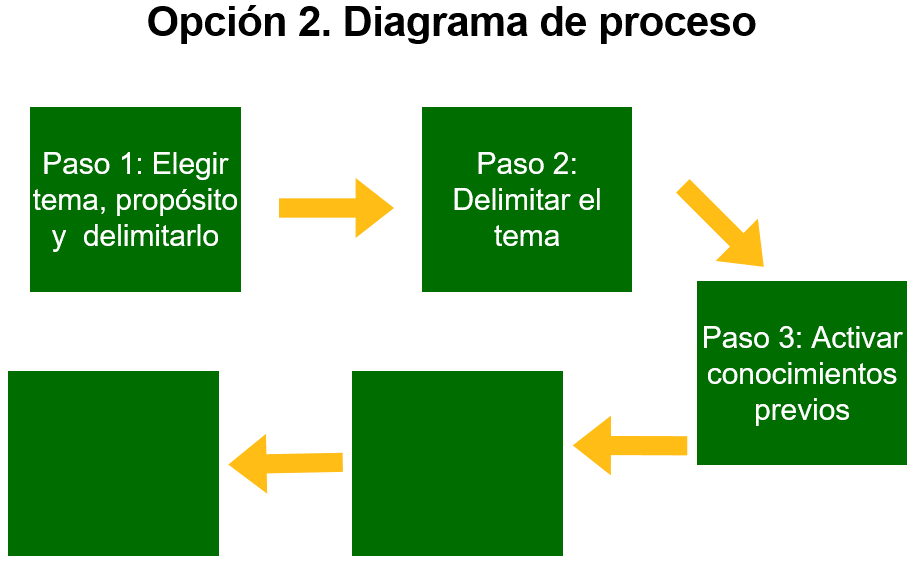 Opción 2. Diagrama de proceso
Paso 1: Elegir
tema, propósito
y  delimitarlo
Paso 2:
Delimitar el
tema
Paso 3: Activar
conocimientos
previos